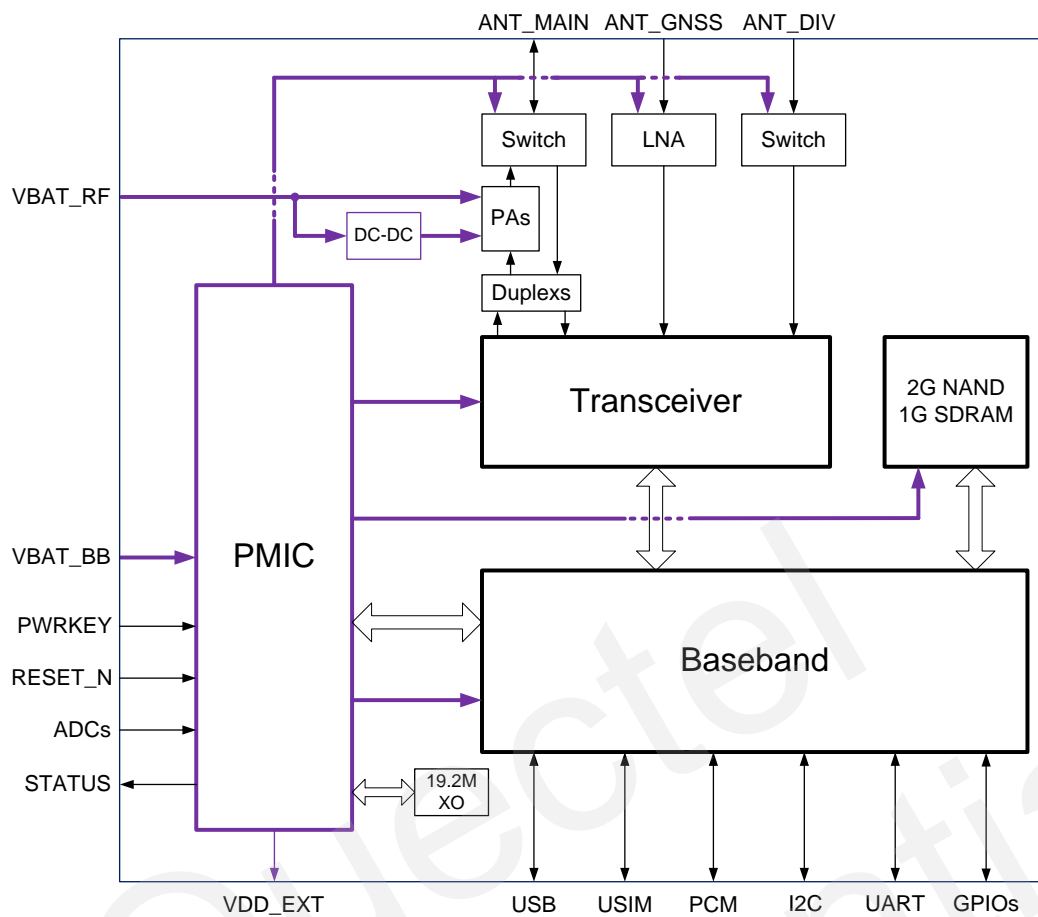 ANT_MAIN ANT_GNSS ANT_DIV
Switch LNA Switch
VBAT_RF
PAs
DC-DC
Duplexs
Transceiver
2G NAND
1G SDRAM
VBAT_BB
PMIC
PWRKEY
RESET_N
ADCs
STATUS
Baseband
19.2M
XO
VDD_EXT USB USIM PCM I2C UART GPIOs
Quectel